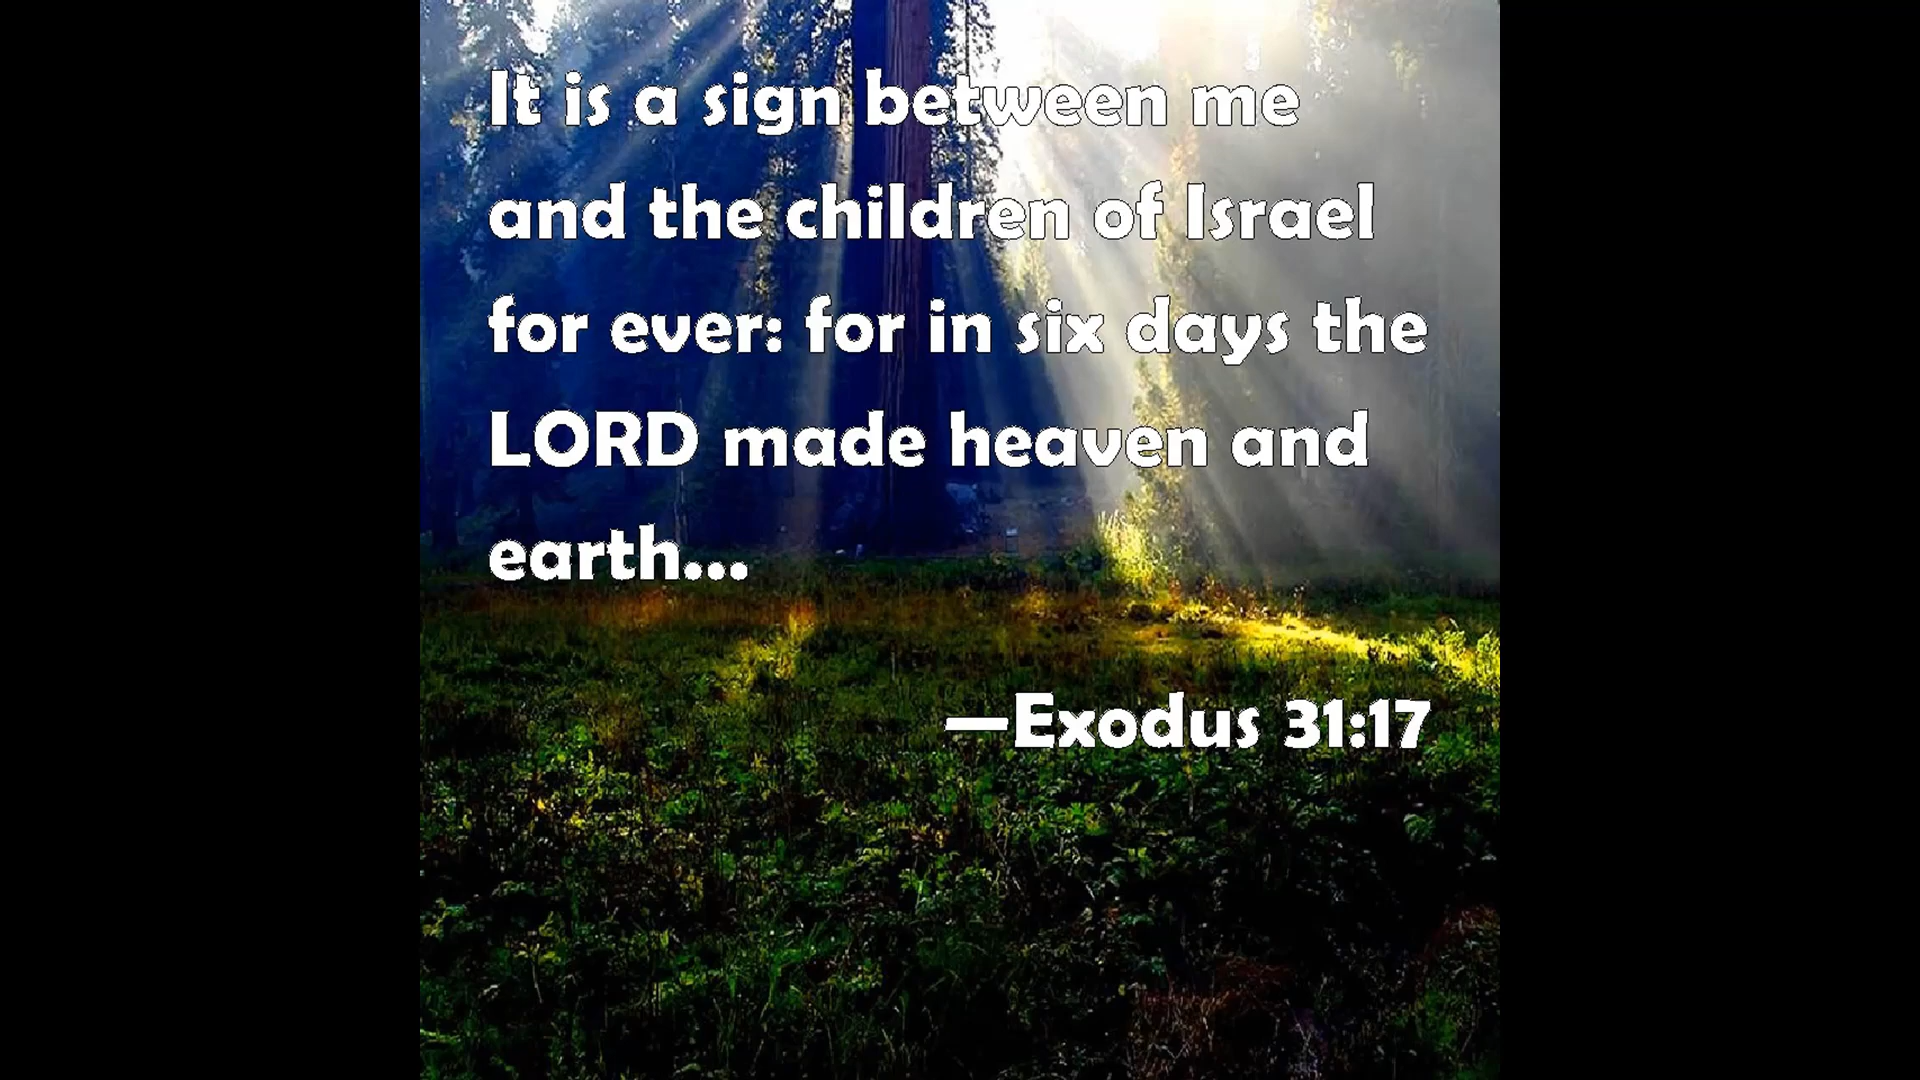 It is a sign between me
and the children of Israel
for ever: for in six days the
LORD made heaven and
earth...
—Exodus 31:17